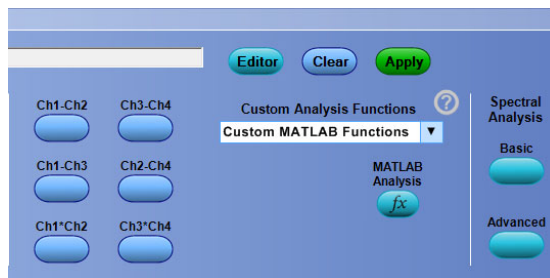 Editor Clear Apply
Ch1-Ch2 Ch3-Ch4 Custom Analysis Functions ? Spectral
Analysis
Custom MATLAB Functions
Basic
Ch1-Ch3 Ch2-Ch4 MATLAB
Analysis
fx
Ch1*Ch2 Ch3*Ch4 Advanced